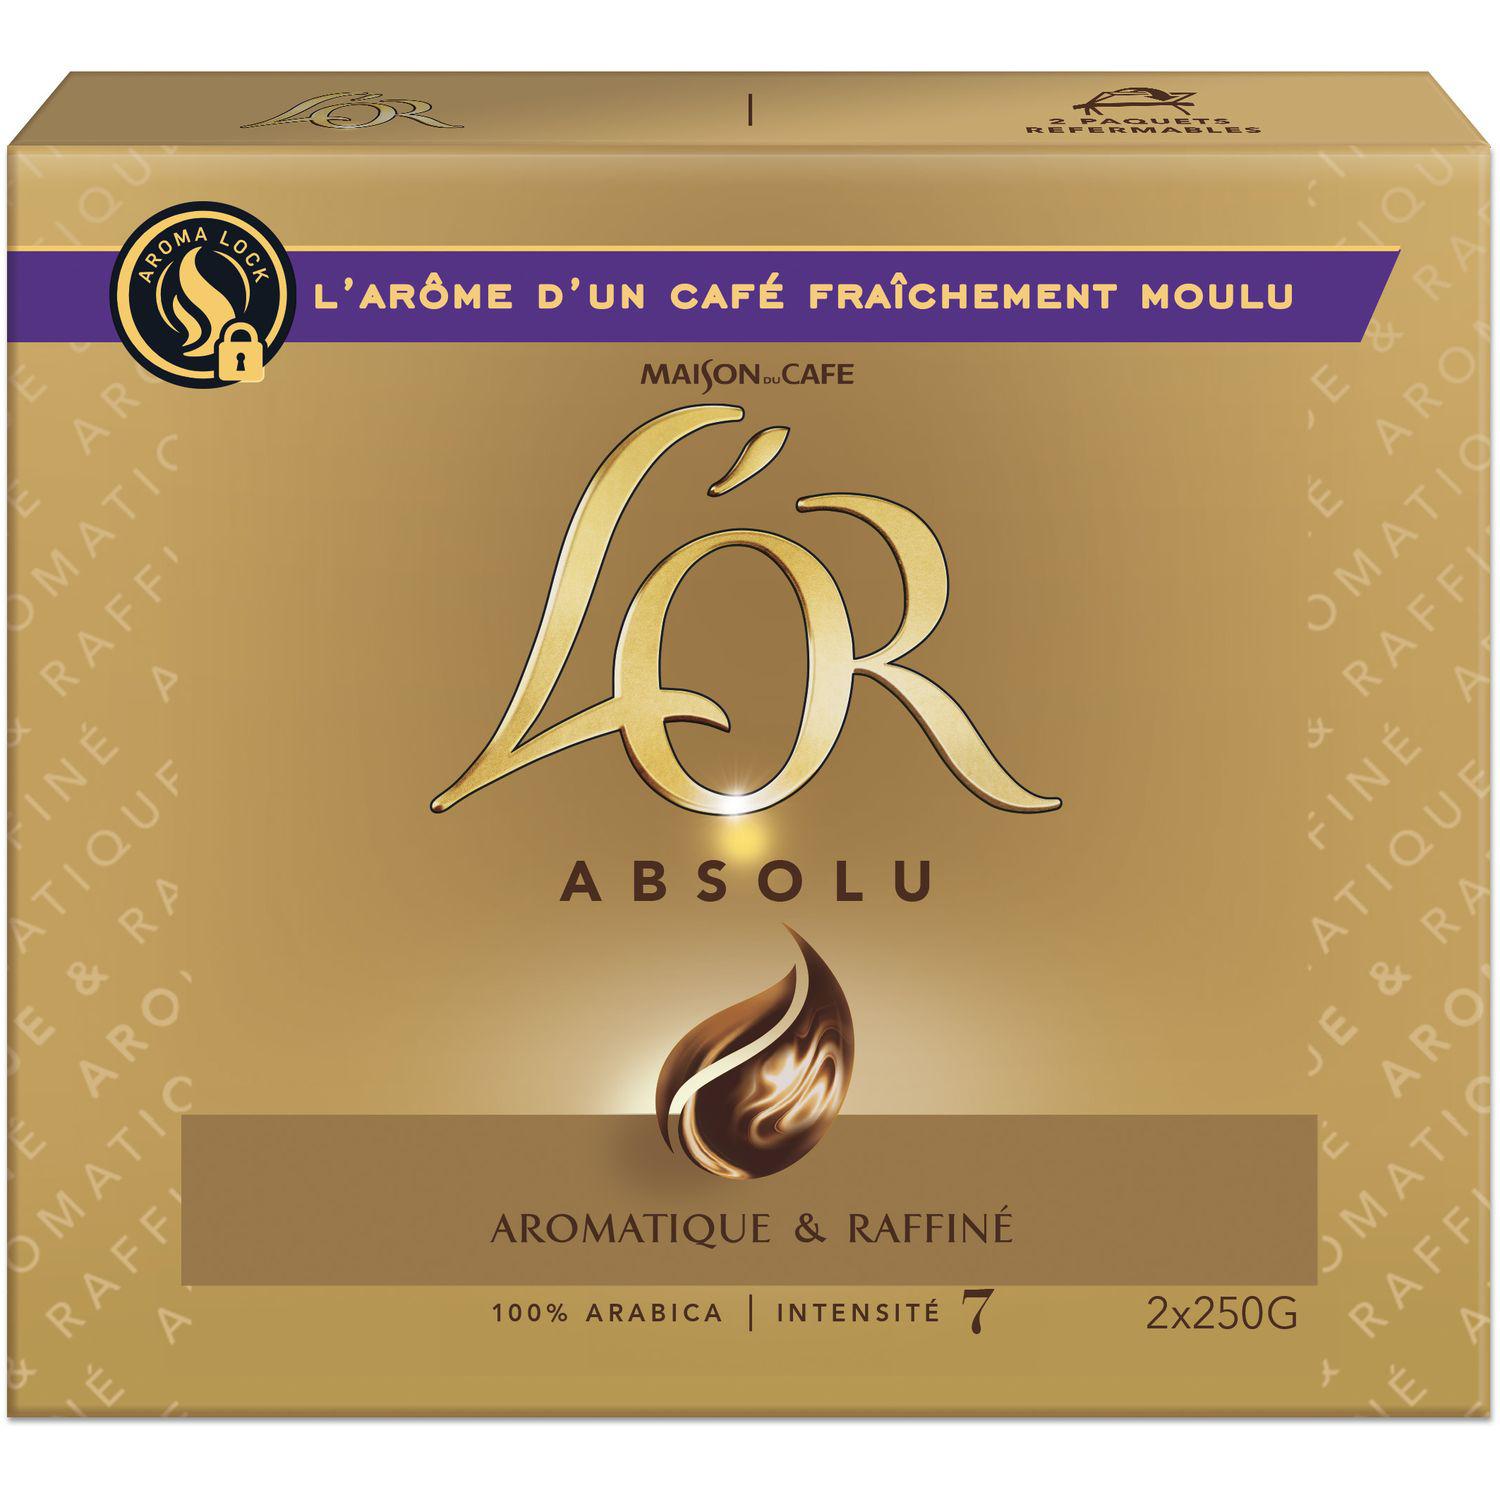 L'OR
2 PAQUETS
REFERMABLES
AROMA LOCK
L'ARÔME D'UN CAFÉ FRAÎCHEMENT MOULU
MAISON DU CAFE
L'OR
ABSOLU
AROMATIQUE & RAFFINÉ
100% ARABICA | INTENSITÉ 7
2x250G